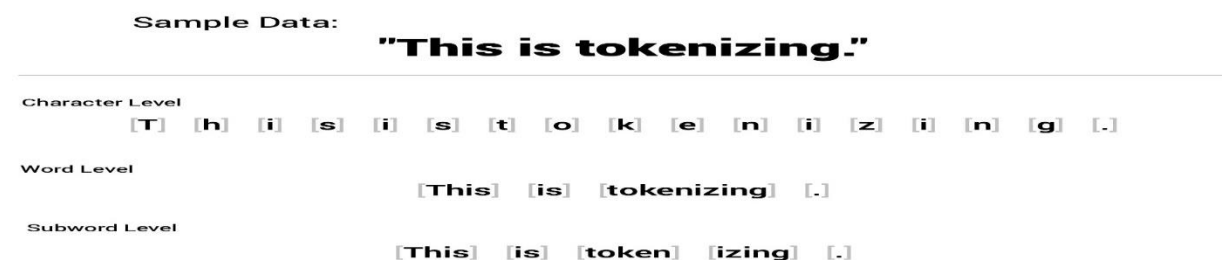 Sample Data:
"This is tokenizing."
Character Level
[T] [h] [i] [s] [i] [s] [t] [o] [k] [e] [n] [i] [z] [i] [n] [g] [.]
Word Level
[This] [is] [tokenizing] [.]
Subword Level
[This] [is] [token] [izing] [.]